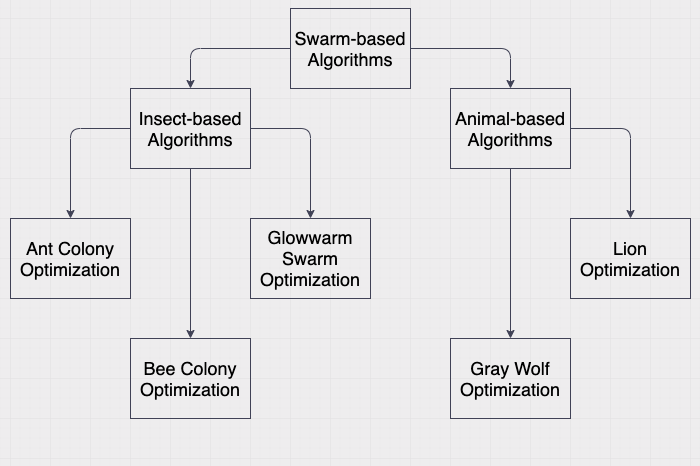 Swarm-based
Algorithms
Insect-based
Algorithms
Animal-based
Algorithms
Ant Colony
Optimization
Glowwarm
Swarm
Optimization
Lion
Optimization
Bee Colony
Optimization
Gray Wolf
Optimization